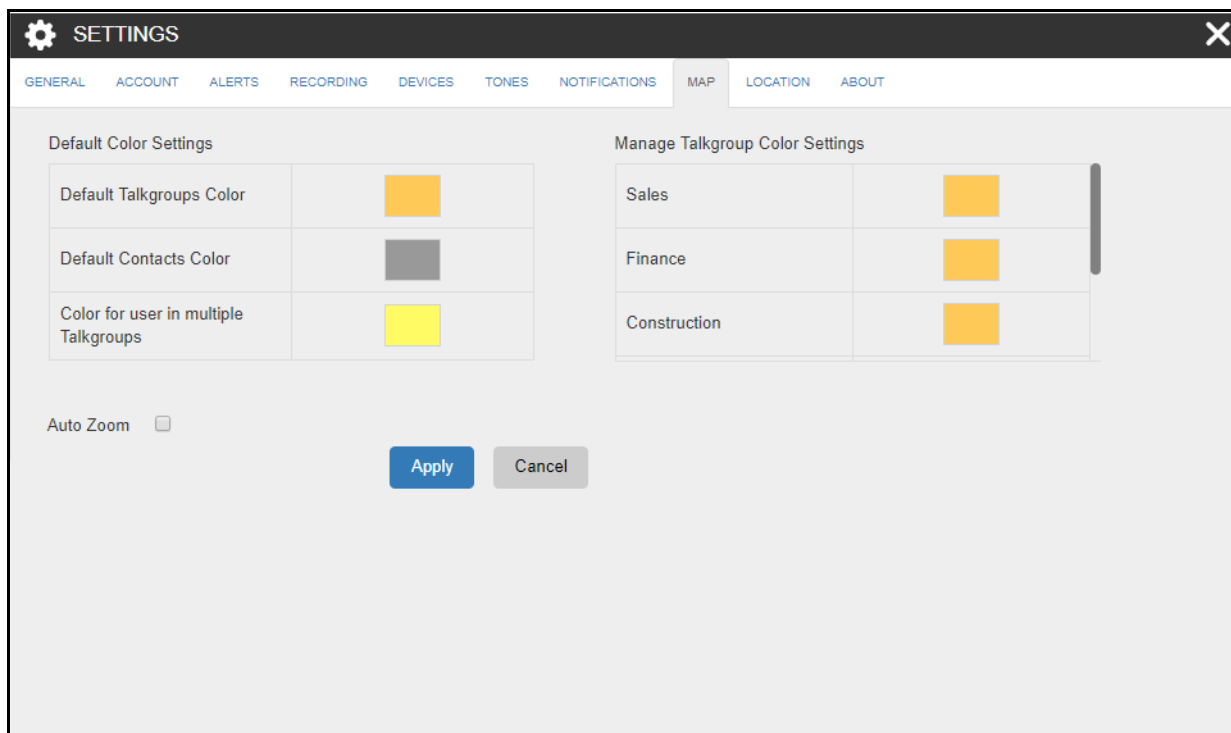 SETTINGS
GENERAL ACCOUNT ALERTS RECORDING DEVICES TONES NOTIFICATIONS MAP LOCATION ABOUT
Default Color Settings
Default Talkgroups Color
Default Contacts Color
Color for user in multiple
Talkgroups
Manage Talkgroup Color Settings
Sales
Finance
Construction
Auto Zoom
Apply Cancel